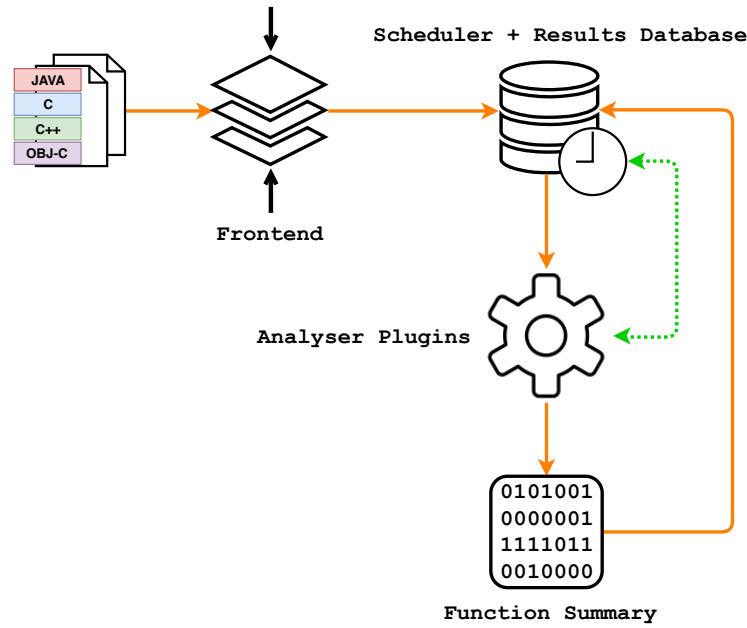 Scheduler + Results Database
JAVA
C
C++
OBJ-C
Frontend
Analyser Plugins
0101001
0000001
1111011
0010000
Function Summary